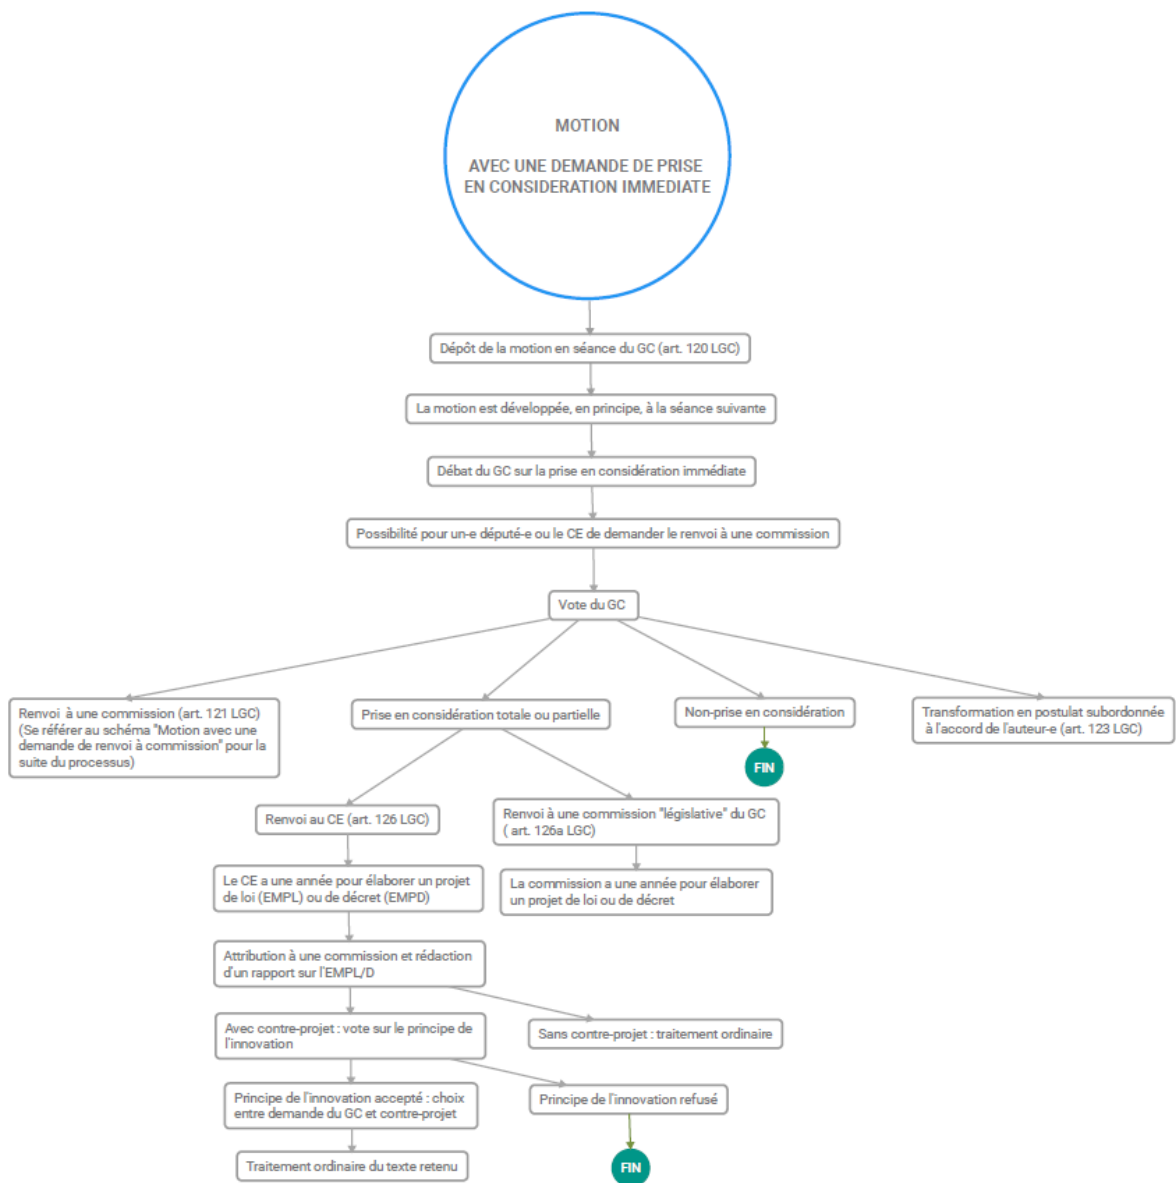 MOTION
AVEC UNE DEMANDE DE PRISE
EN CONSIDERATION IMMEDIATE
Dépôt de la motion en séance du GC (art. 120 LGC)
La motion est développée, en principe, à la séance suivante
Débat du GC sur la prise en considération immédiate
Possibilité pour un-e député-e ou le CE de demander le renvoi à une commission
Vote du GC
Renvoi à une commission (art. 121 LGC)
(Se référer au schéma "Motion avec une
demande de renvoi à commission" pour la
suite du processus)
Prise en considération totale ou partielle
Non-prise en considération
Transformation en postulat subordonnée
à l'accord de l'auteur-e (art. 123 LGC)
FIN
Renvoi au CE (art. 126 LGC)
Renvoi à une commission "législative" du GC
( art. 126a LGC)
Le CE a une année pour élaborer un projet
de loi (EMPL) ou de décret (EMPD)
La commission a une année pour élaborer
un projet de loi ou de décret
Attribution à une commission et rédaction
d'un rapport sur l'EMPL/D
Avec contre-projet : vote sur le principe de
l'innovation
Sans contre-projet : traitement ordinaire
Principe de l'innovation accepté : choix
entre demande du GC et contre-projet
Principe de l'innovation refusé
Traitement ordinaire du texte retenu
FIN